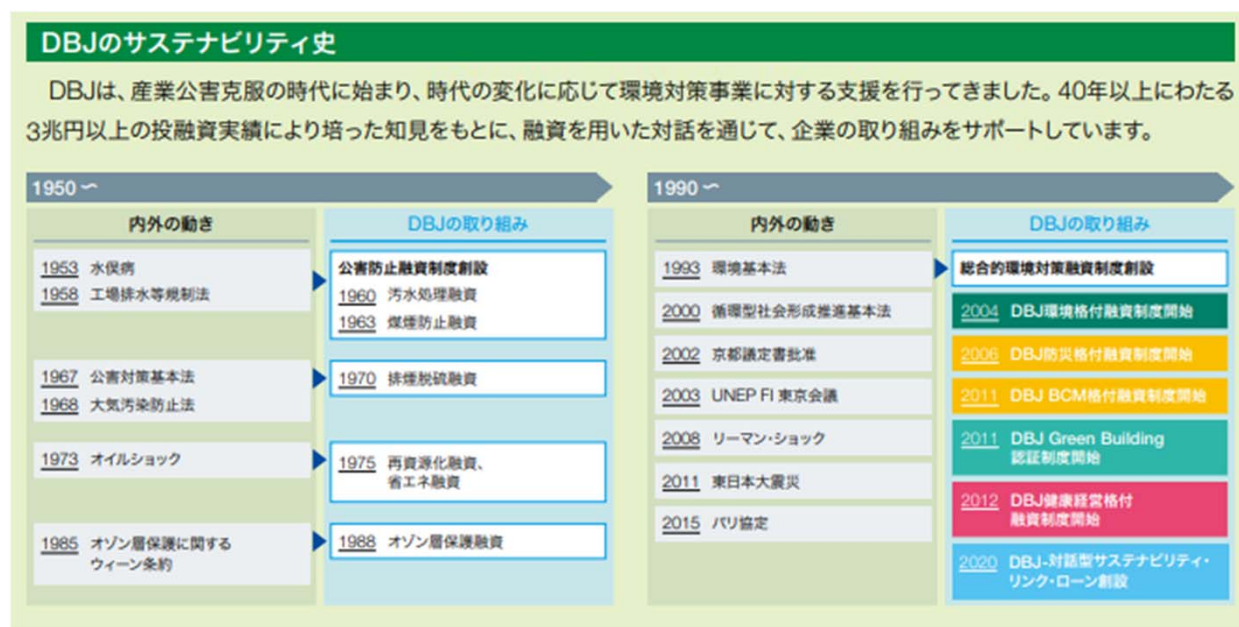 DBJのサステナビリティ史
DBJは、産業公害克服の時代に始まり、時代の変化に応じて環境対策事業に対する支援を行ってきました。40年以上にわたる
3兆円以上の投融資実績により培った知見をもとに、融資を用いた対話を通じて、企業の取り組みをサポートしています。
1950〜
内外の動き
DBJの取り組み
1953 水俣病
1958 工場排水等規制法
公害防止融資制度創設
1960 汚水処理融資
1963 煤煙防止融資
1967 公害対策基本法
1968 大気汚染防止法
1970 排煙脱硫融資
1973 オイルショック
1975 再資源化融資、
省エネ融資
1985 オゾン層保護に関する
ウィーン条約
1988 オゾン層保護融資
1990〜
内外の動き
DBJの取り組み
1993 環境基本法
2000 循環型社会形成推進基本法
2002 京都議定書批准
2003 UNEP FI 東京会議
2008 リーマン・ショック
2011 東日本大震災
2015 パリ協定
総合的環境対策融資制度創設
2004 DBJ環境格付融資制度開始
2006 DBJ防災格付融資制度開始
2011 DBJ BCM格付融資制度開始
2011 DBJ Green Building
認証制度開始
2012 DBJ健康経営格付
融資制度開始
2020 DBJ-対話型サステナビリティ・
リンク・ローン創設